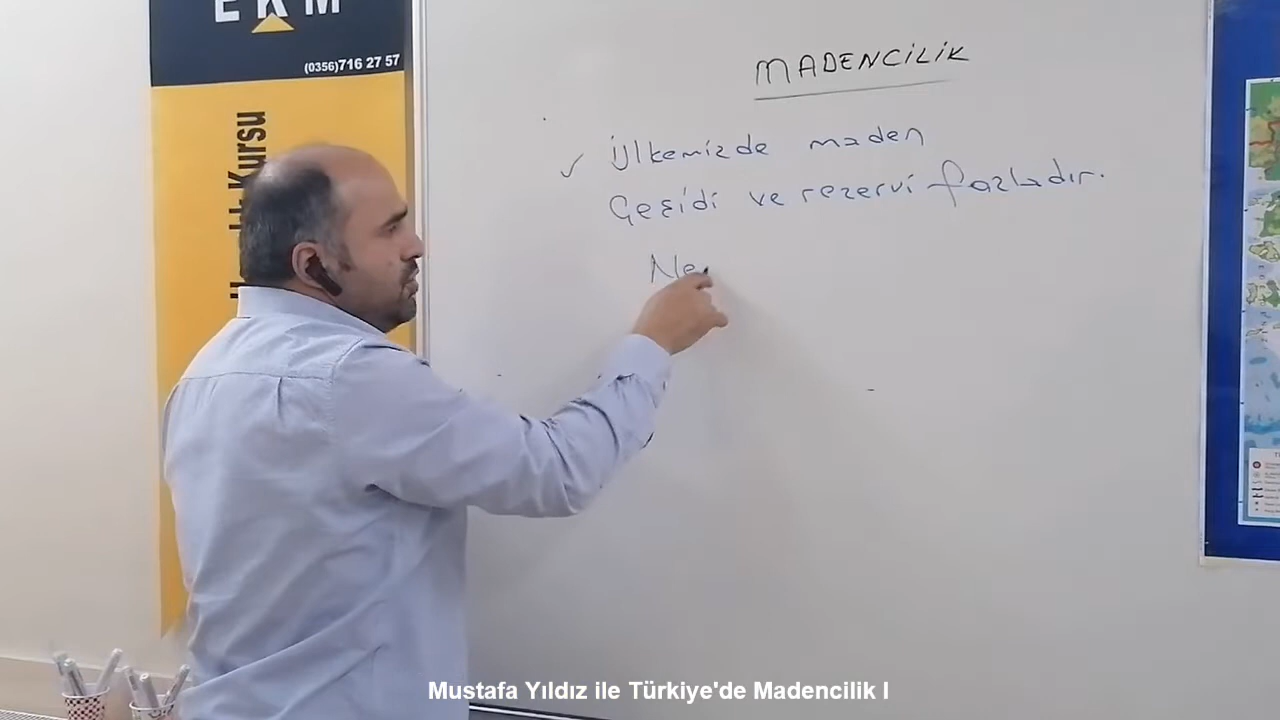 EKM
(0356)716 27 57
Kursu
MADENCİLİK
✓ Ülkemizde maden
Çeşidi ve rezervi fazladır.
Ne
Mustafa Yıldız ile Türkiye'de Madencilik I